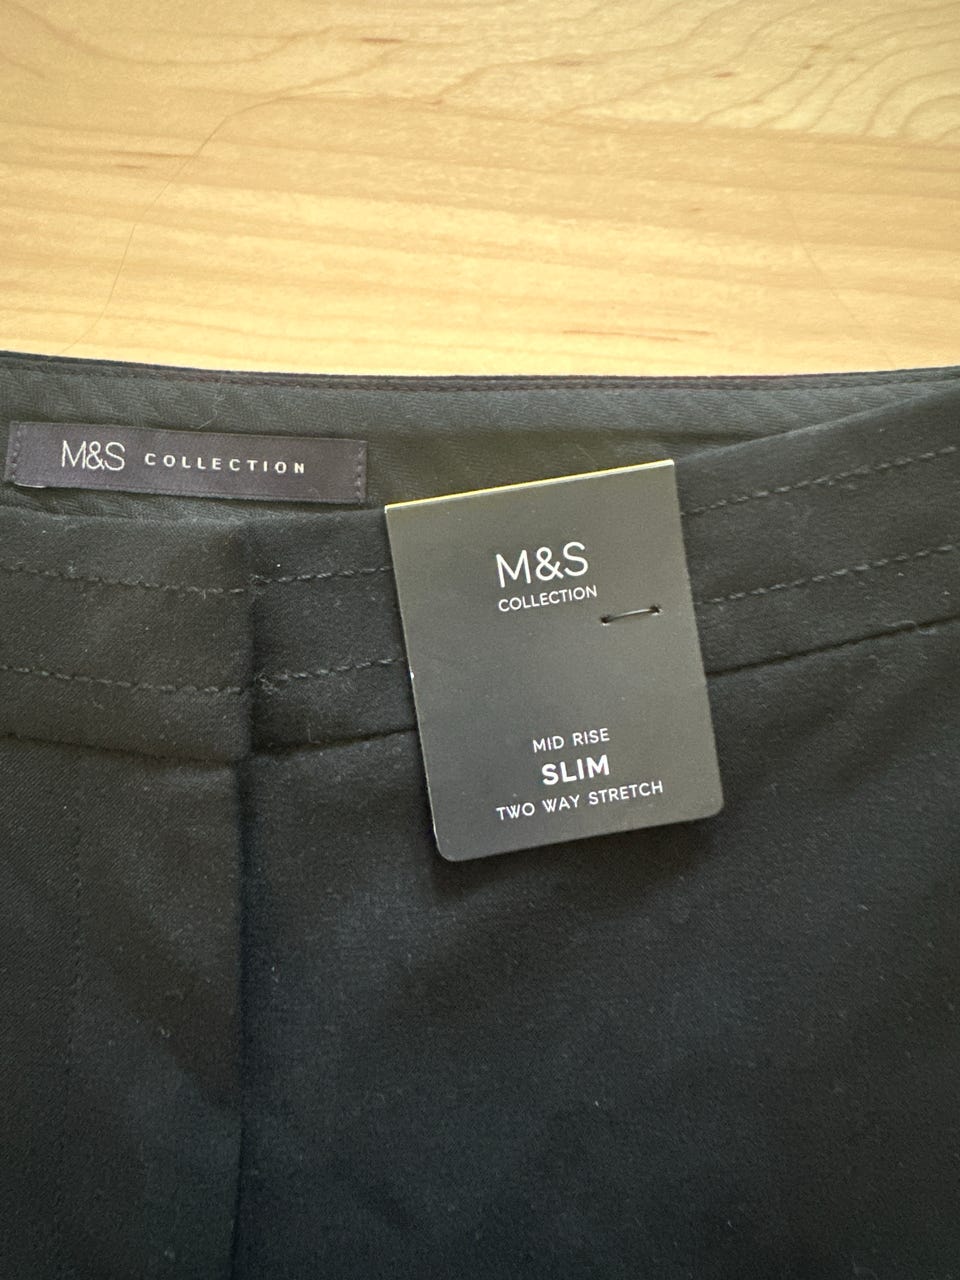 M&S COLLECTION
M&S
COLLECTION
MID RISE
SLIM
TWO WAY STRETCH